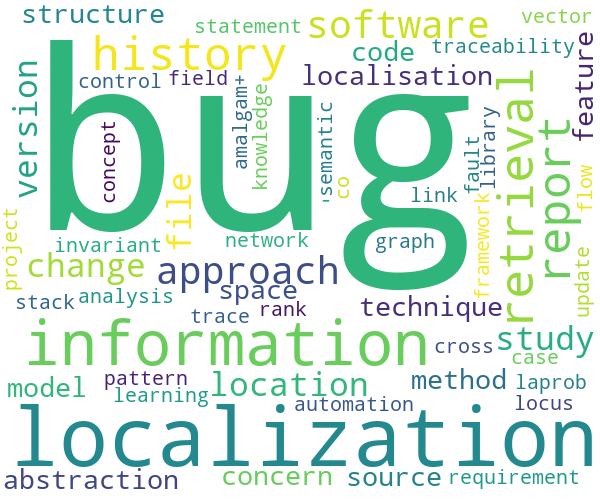 structure
statement
software
vector
history
code
traceability
control
field
localisation
feature
version
bug
concept
amalgam+
knowledge
'semantic
co
fault
library
retrieval
report
file
link
flow
project
invariant
network
graph
framework
update
change
approach
space
stack
analysis
trace
rank
technique
information
cross
study
case
model
pattern
learning
location
method
laprob
automation
locus
localization
abstraction
concern
source
requirement